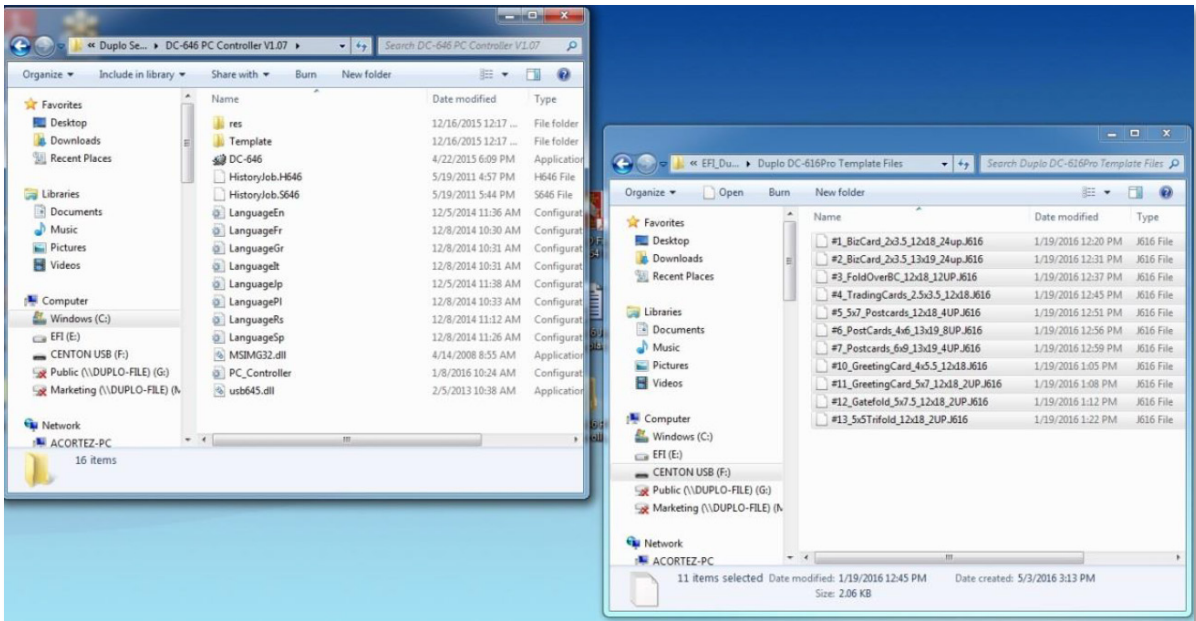 « Duplo Se... ▸ DC-646 PC Controller V1.07 ▸
Search DC-646 PC Controller V1.07
Organize ▾ Include in library ▾ Share with ▾ Burn New folder
Favorites
Desktop
Downloads
Recent Places
Libraries
Documents
Music
Pictures
Videos
Computer
Windows (C:)
EFI (E:)
CENTON USB (F:)
Public (\\DUPLO-FILE) (G:)
Marketing (\\DUPLO-FILE) (M
Network
ACORTEZ-PC
Name Date modified Type
res 12/16/2015 12:17 ... File folder
Template 12/16/2015 12:17 ... File folder
DC-646 4/22/2015 6:09 PM Application
HistoryJob.H646 5/19/2011 4:57 PM H646 File
HistoryJob.S646 5/19/2011 5:44 PM S646 File
LanguageEn 12/5/2014 11:36 AM Configurat
LanguageFr 12/8/2014 10:30 AM Configurat
LanguageGr 12/8/2014 10:31 AM Configurat
LanguageIt 12/8/2014 10:31 AM Configurat
LanguageJp 12/5/2014 11:38 AM Configurat
LanguagePl 12/8/2014 10:33 AM Configurat
LanguageRs 12/8/2014 11:12 AM Configurat
LanguageSp 12/8/2014 11:26 AM Configurat
MSIMG32.dll 4/14/2008 8:55 AM Application
PC_Controller 1/8/2016 10:24 AM Configurat
usb645.dll 2/5/2013 10:38 AM Application
16 items
« EFI_Du... ▸ Duplo DC-616Pro Template Files
Search Duplo DC-616Pro Template Files
Organize ▾ Open Burn New folder
Favorites
Desktop
Downloads
Recent Places
Libraries
Documents
Music
Pictures
Videos
Computer
Windows (C:)
EFI (E:)
CENTON USB (F:)
Public (\\DUPLO-FILE) (G:)
Marketing (\\DUPLO-FILE) (M
Network
ACORTEZ-PC
Name Date modified Type
#1_BizCard_2x3.5_12x18_24up.J616 1/19/2016 12:20 PM J616 File
#2_BizCard_2x3.5_13x19_24up.J616 1/19/2016 12:31 PM J616 File
#3_FoldOverBC_12x18_12UP.J616 1/19/2016 12:37 PM J616 File
#4_TradingCards_2.5x3.5_12x18.J616 1/19/2016 12:45 PM J616 File
#5_5x7_Postcards_12x18_4UP.J616 1/19/2016 12:51 PM J616 File
#6_PostCards_4x6_13x19_8UP.J616 1/19/2016 12:56 PM J616 File
#7_Postcards_6x9_13x19_4UP.J616 1/19/2016 12:59 PM J616 File
#10_GreetingCard_4x5.5_12x18.J616 1/19/2016 1:05 PM J616 File
#11_GreetingCard_5x7_12x18_2UP.J616 1/19/2016 1:08 PM J616 File
#12_Gatefold_5x7.5_12x18_2UP.J616 1/19/2016 1:12 PM J616 File
#13_5x5Trifold_12x18_2UP.J616 1/19/2016 1:22 PM J616 File
11 items selected Date modified: 1/19/2016 12:45 PM Date created: 5/3/2016 3:13 PM
Size: 2.06 KB